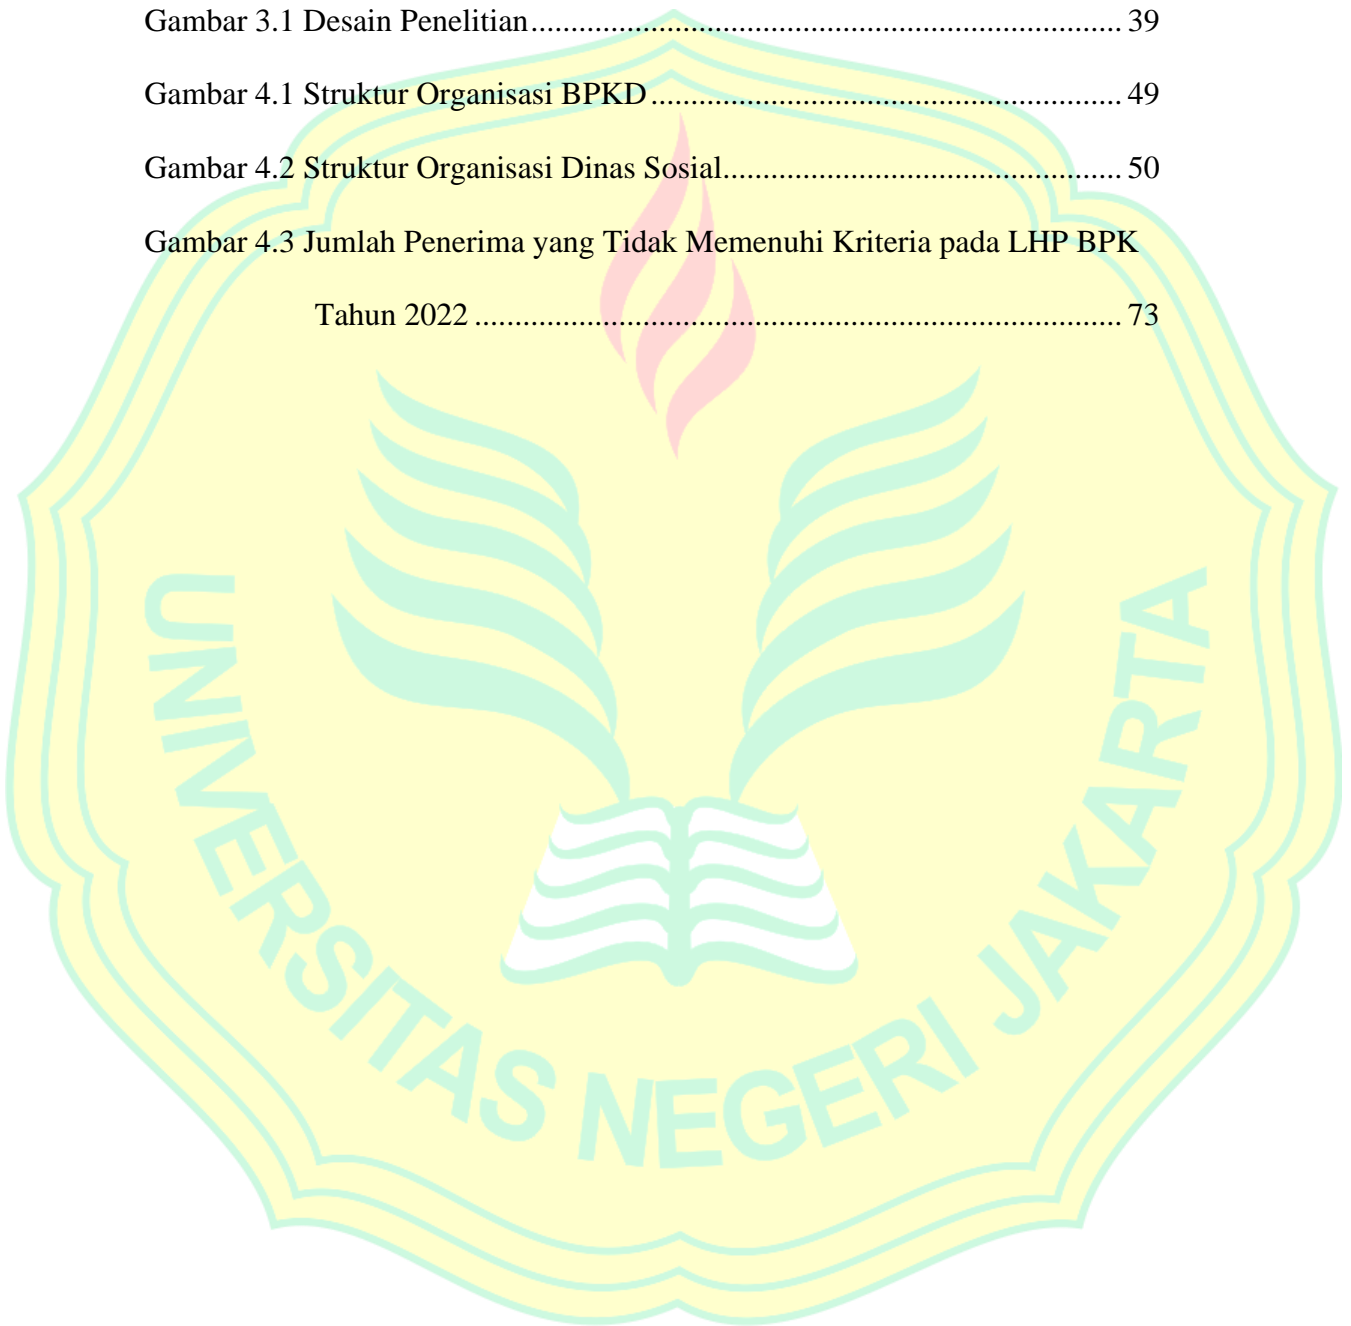 Gambar 3.1 Desain Penelitian.......................................................................... 39
Gambar 4.1 Struktur Organisasi BPKD........................................................... 49
Gambar 4.2 Struktur Organisasi Dinas Sosial.................................................. 50
Gambar 4.3 Jumlah Penerima yang Tidak Memenuhi Kriteria pada LHP BPK
Tahun 2022................................................................................. 73
UNIVERSITAS NEGERI JAKARTA